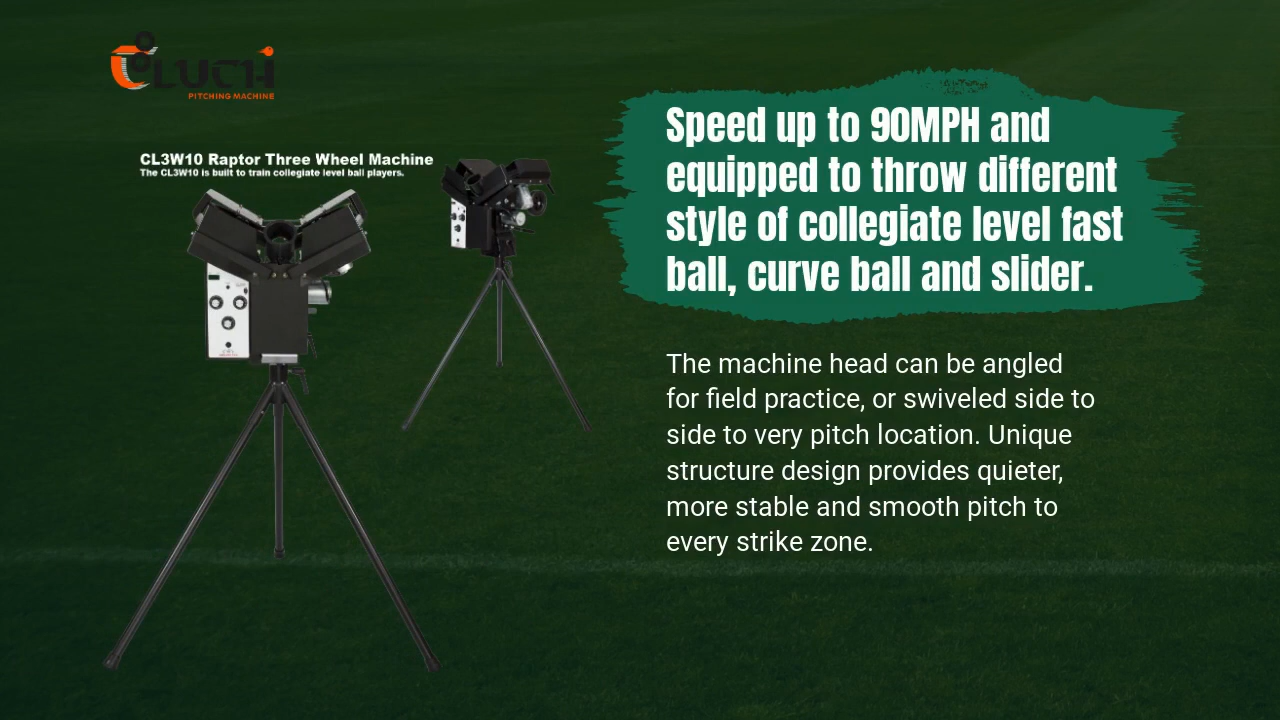 CLUCH
PITCHING MACHINE
CL3W10 Raptor Three Wheel Machine
The CL3W10 is built to train collegiate level ball players.
Speed up to 90MPH and
equipped to throw different
style of collegiate level fast
ball, curve ball and slider.
The machine head can be angled
for field practice, or swiveled side to
side to very pitch location. Unique
structure design provides quieter,
more stable and smooth pitch to
every strike zone.